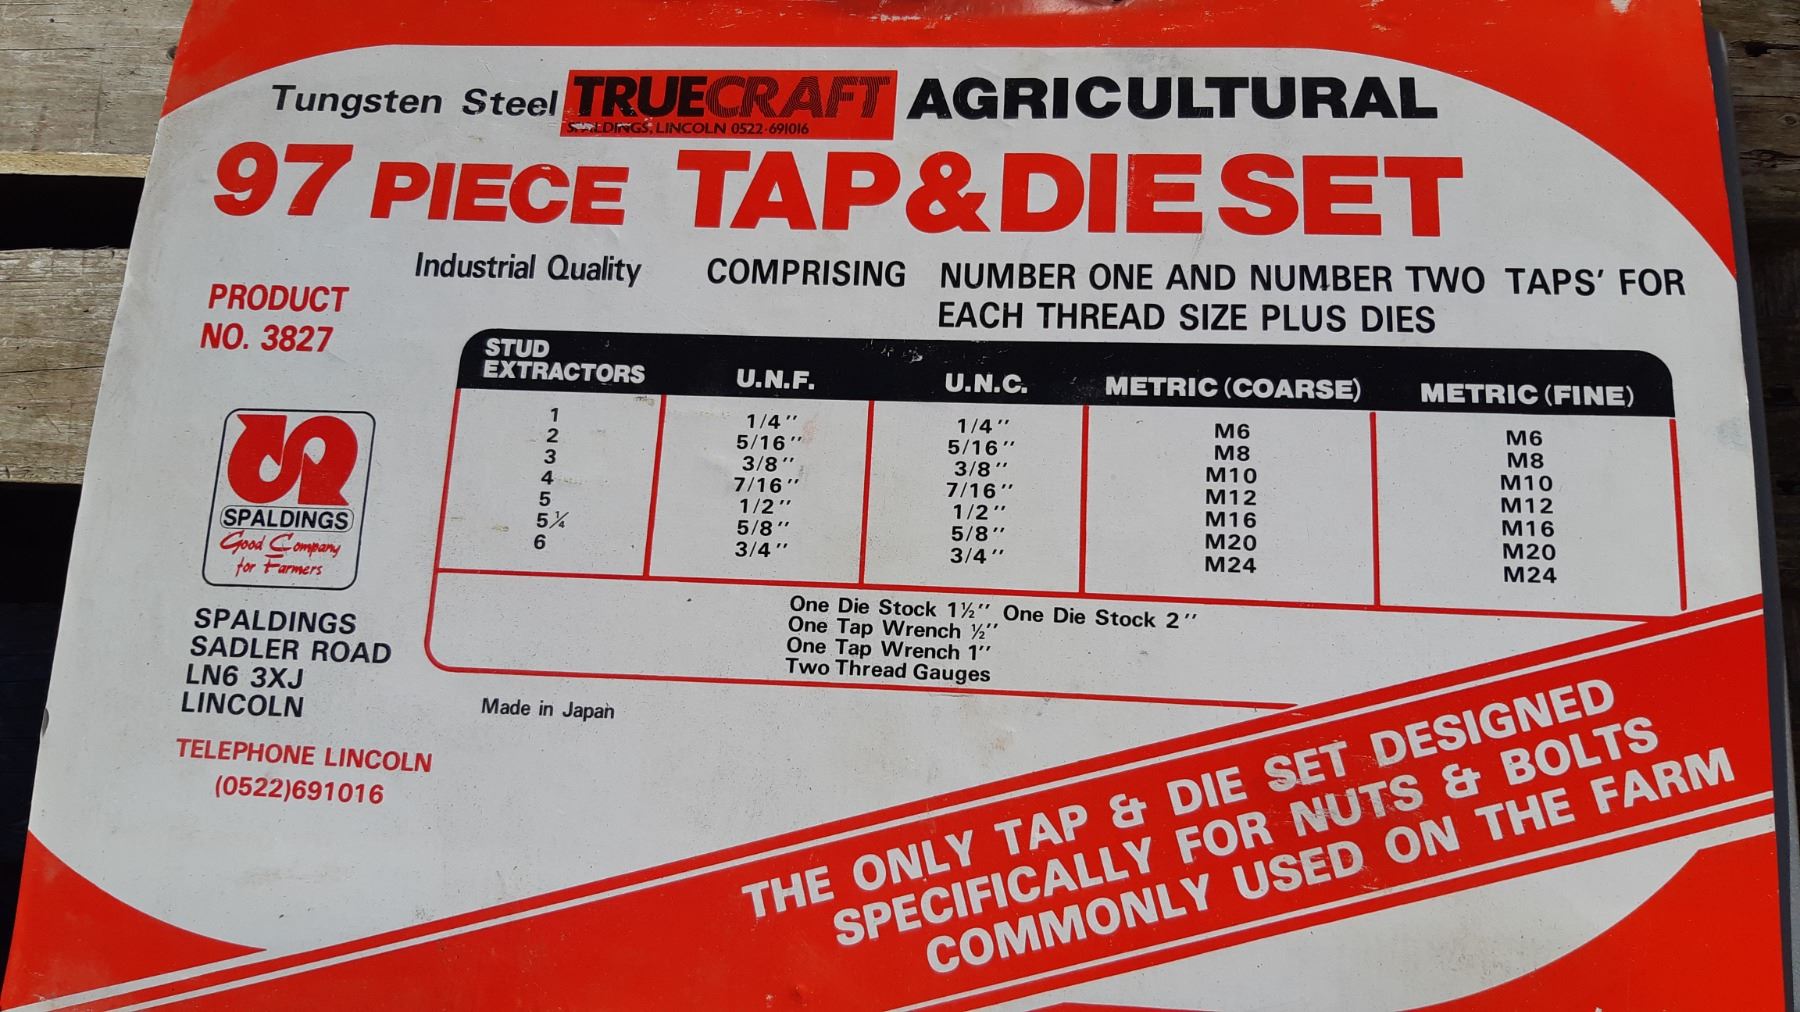 Tungsten Steel TRUECRAFT AGRICULTURAL
SPALDINGS, LINCOLN 0522-691016
97 PIECE TAP & DIE SET
Industrial Quality COMPRISING NUMBER ONE AND NUMBER TWO TAPS' FOR
EACH THREAD SIZE PLUS DIES
PRODUCT
NO. 3827
STUD
EXTRACTORS U.N.F. U.N.C. METRIC (COARSE) METRIC (FINE)
1 1/4" 1/4" M6 M6
2 5/16" 5/16" M8 M8
3 3/8" 3/8" M10 M10
4 7/16" 7/16" M12 M12
5 1/2" 1/2" M16 M16
5¼ 5/8" 5/8" M20 M20
6 3/4" 3/4" M24 M24
One Die Stock 1½" One Die Stock 2"
One Tap Wrench ½"
One Tap Wrench 1"
Two Thread Gauges
SPALDINGS
Good Company
for Farmers
SPALDINGS
SADLER ROAD
LN6 3XJ
LINCOLN
Made in Japan
TELEPHONE LINCOLN
(0522)691016
THE ONLY TAP & DIE SET DESIGNED
SPECIFICALLY FOR NUTS & BOLTS
COMMONLY USED ON THE FARM